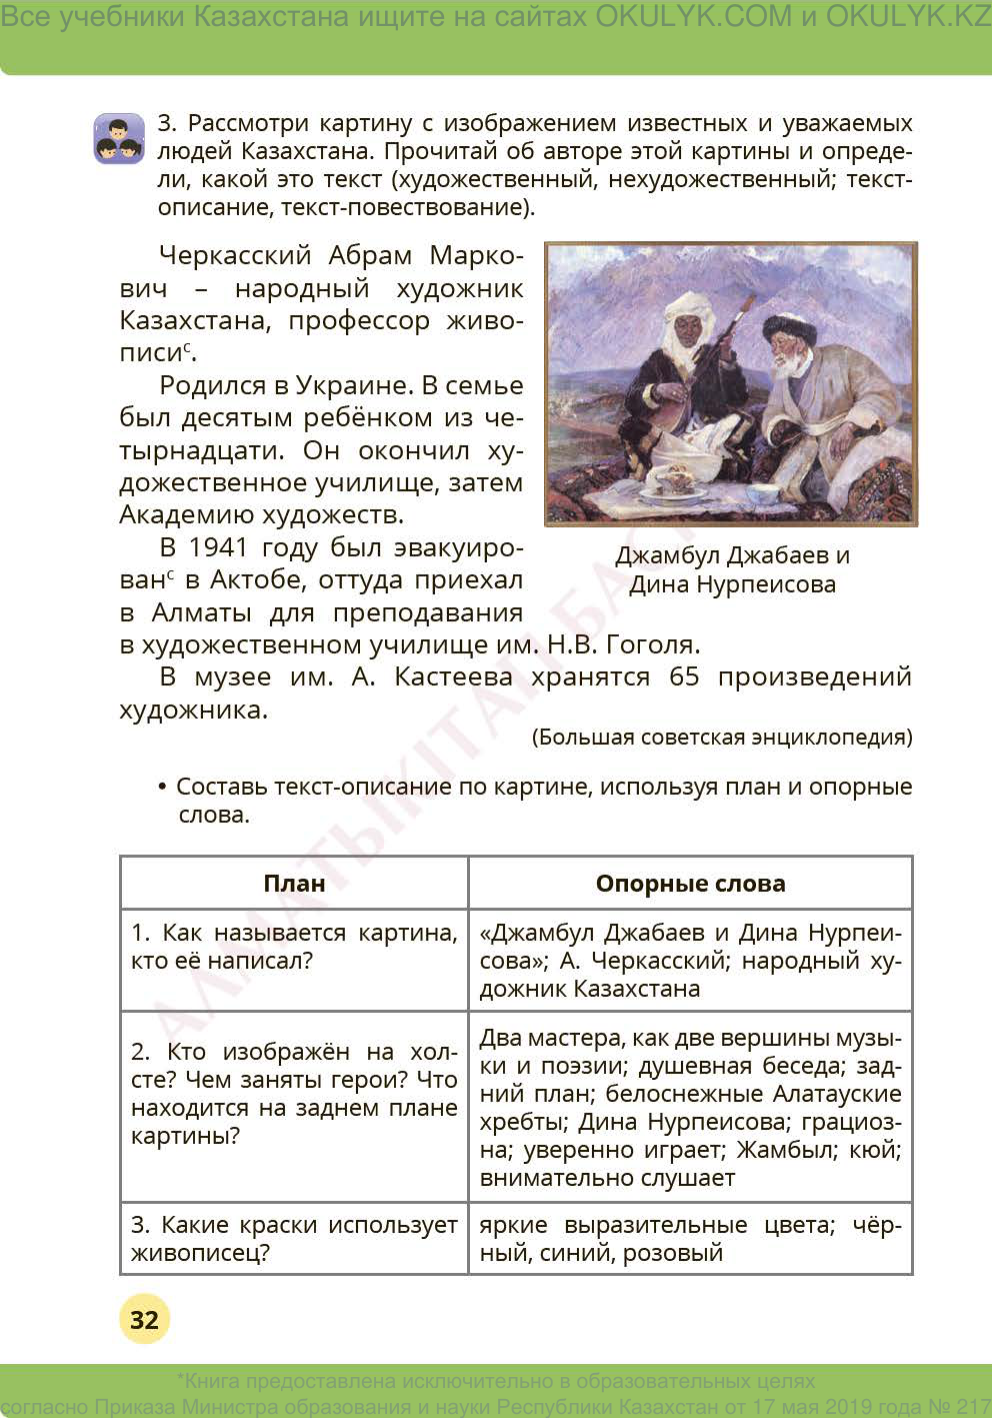 Все учебники Казахстана ищите на сайтах OKULYK.COM и OKULYK.KZ
3. Рассмотри картину с изображением известных и уважаемых
людей Казахстана. Прочитай об авторе этой картины и опреде-
ли, какой это текст (художественный, нехудожественный; текст-
описание, текст-повествование).
Черкасский Абрам Марко-
вич – народный художник
Казахстана, профессор живо-
писиᶜ.
Родился в Украине. В семье
был десятым ребёнком из че-
тырнадцати. Он окончил ху-
дожественное училище, затем
Академию художеств.
В 1941 году был эвакуиро-
ванᶜ в Актобе, оттуда приехал
в Алматы для преподавания
в художественном училище им. Н.В. Гоголя.
В музее им. А. Кастеева хранятся 65 произведений
художника.
(Большая советская энциклопедия)
Джамбул Джабаев и
Дина Нурпеисова
• Составь текст-описание по картине, используя план и опорные
слова.
План
Опорные слова
1. Как называется картина,
кто её написал?
«Джамбул Джабаев и Дина Нурпеи-
сова»; А. Черкасский; народный ху-
дожник Казахстана
2. Кто изображён на хол-
сте? Чем заняты герои? Что
находится на заднем плане
картины?
Два мастера, как две вершины музы-
ки и поэзии; душевная беседа; зад-
ний план; белоснежные Алатауские
хребты; Дина Нурпеисова; грациоз-
на; уверенно играет; Жамбыл; кюй;
внимательно слушает
3. Какие краски использует
живописец?
яркие выразительные цвета; чёр-
ный, синий, розовый
32
АЛМАТЫКІТАП БАС
*Книга предоставлена исключительно в образовательных целях
согласно Приказа Министра образования и науки Республики Казахстан от 17 мая 2019 года № 217